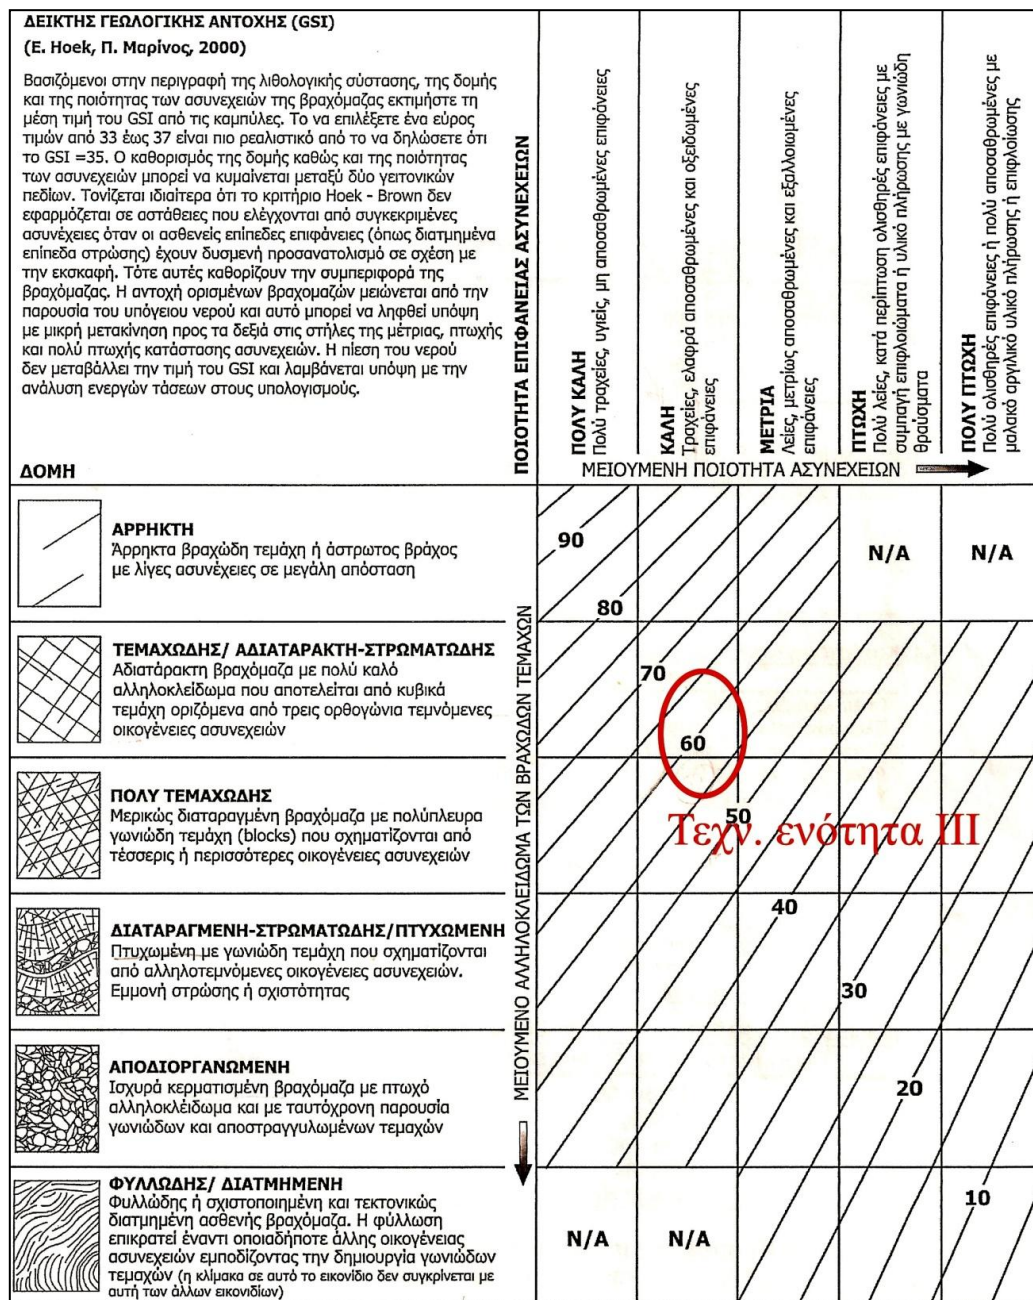 ΔΕΙΚΤΗΣ ΓΕΩΛΟΓΙΚΗΣ ΑΝΤΟΧΗΣ (GSI)
(E. Hoek, Π. Μαρίνος, 2000)
Βασιζόμενοι στην περιγραφή της λιθολογικής σύστασης, της δομής
και της ποιότητας των ασυνεχειών της βραχόμαζας εκτιμήστε τη
μέση τιμή του GSI από τις καμπύλες. Το να επιλέξετε ένα εύρος
τιμών από 33 έως 37 είναι πιο ρεαλιστικό από το να δηλώσετε ότι
το GSI =35. Ο καθορισμός της δομής καθώς και της ποιότητας
των ασυνεχειών μπορεί να κυμαίνεται μεταξύ δύο γειτονικών
πεδίων. Τονίζεται ιδιαίτερα ότι το κριτήριο Hoek - Brown δεν
εφαρμόζεται σε αστάθειες που ελέγχονται από συγκεκριμένες
ασυνέχειες όταν οι ασθενείς επίπεδες επιφάνειες (όπως διατμημένα
επίπεδα στρώσης) έχουν δυσμενή προσανατολισμό σε σχέση με
την εκσκαφή. Τότε αυτές καθορίζουν την συμπεριφορά της
βραχόμαζας. Η αντοχή ορισμένων βραχομαζών μειώνεται από την
παρουσία του υπόγειου νερού και αυτό μπορεί να ληφθεί υπόψη
με μικρή μετακίνηση προς τα δεξιά στις στήλες της μέτριας, πτωχής
και πολύ πτωχής κατάστασης ασυνεχειών. Η πίεση του νερού
δεν μεταβάλλει την τιμή του GSI και λαμβάνεται υπόψη με την
ανάλυση ενεργών τάσεων στους υπολογισμούς.
ΔΟΜΗ
ΠΟΙΟΤΗΤΑ ΕΠΙΦΑΝΕΙΑΣ ΑΣΥΝΕΧΕΙΩΝ
ΠΟΛΥ ΚΑΛΗ
Πολύ τραχείες, υγιείς, μη αποσαθρωμένες επιφάνειες
ΚΑΛΗ
Τραχείες, ελαφρά αποσαθρωμένες και οξειδωμένες
επιφάνειες
ΜΕΤΡΙΑ
Λείες, μετρίως αποσαθρωμένες και εξαλλοιωμένες
επιφάνειες
ΠΤΩΧΗ
Πολύ λείες, κατά περίπτωση ολισθηρές επιφάνειες με
συμπαγή επιφλοιώματα ή υλικό πλήρωσης με γωνιώδη
θραύσματα
ΠΟΛΥ ΠΤΩΧΗ
Πολύ ολισθηρές επιφάνειες ή πολύ αποσαθρωμένες με
μαλακό αργιλικό υλικό πλήρωσης ή επιφλοίωσης
ΜΕΙΟΥΜΕΝΗ ΠΟΙΟΤΗΤΑ ΑΣΥΝΕΧΕΙΩΝ
ΜΕΙΟΥΜΕΝΟ ΑΛΛΗΛΟΚΛΕΙΔΩΜΑ ΤΩΝ ΒΡΑΧΩΔΩΝ ΤΕΜΑΧΩΝ
ΑΡΡΗΚΤΗ
Άρρηκτα βραχώδη τεμάχη ή άστρωτος βράχος
με λίγες ασυνέχειες σε μεγάλη απόσταση
90
N/A
N/A
80
ΤΕΜΑΧΩΔΗΣ/ ΑΔΙΑΤΑΡΑΚΤΗ-ΣΤΡΩΜΑΤΩΔΗΣ
Αδιατάρακτη βραχόμαζα με πολύ καλό
αλληλοκλείδωμα που αποτελείται από κυβικά
τεμάχη οριζόμενα από τρεις ορθογώνια τεμνόμενες
οικογένειες ασυνεχειών
70
60
ΠΟΛΥ ΤΕΜΑΧΩΔΗΣ
Μερικώς διαταραγμένη βραχόμαζα με πολύπλευρα
γωνιώδη τεμάχη (blocks) που σχηματίζονται από
τέσσερις ή περισσότερες οικογένειες ασυνεχειών
50
Τεχν. ενότητα ΙΙΙ
ΔΙΑΤΑΡΑΓΜΕΝΗ-ΣΤΡΩΜΑΤΩΔΗΣ/ΠΤΥΧΩΜΕΝΗ
Πτυχωμένη με γωνιώδη τεμάχη που σχηματίζονται
από αλληλοτεμνόμενες οικογένειες ασυνεχειών.
Εμμονή στρώσης ή σχιστότητας
40
30
ΑΠΟΔΙΟΡΓΑΝΩΜΕΝΗ
Ισχυρά κερματισμένη βραχόμαζα με πτωχό
αλληλοκλείδωμα και με ταυτόχρονη παρουσία
γωνιώδων και αποστραγγυλωμένων τεμαχών
20
ΦΥΛΛΩΔΗΣ/ ΔΙΑΤΜΗΜΕΝΗ
Φυλλώδης ή σχιστοποιημένη και τεκτονικώς
διατμημένη ασθενής βραχόμαζα. Η φύλλωση
επικρατεί έναντι οποιαδήποτε άλλης οικογένειας
ασυνεχειών εμποδίζοντας την δημιουργία γωνιώδων
τεμαχών (η κλίμακα σε αυτό το εικονίδιο δεν συγκρίνεται με
αυτή των άλλων εικονιδίων)
N/A
N/A
10